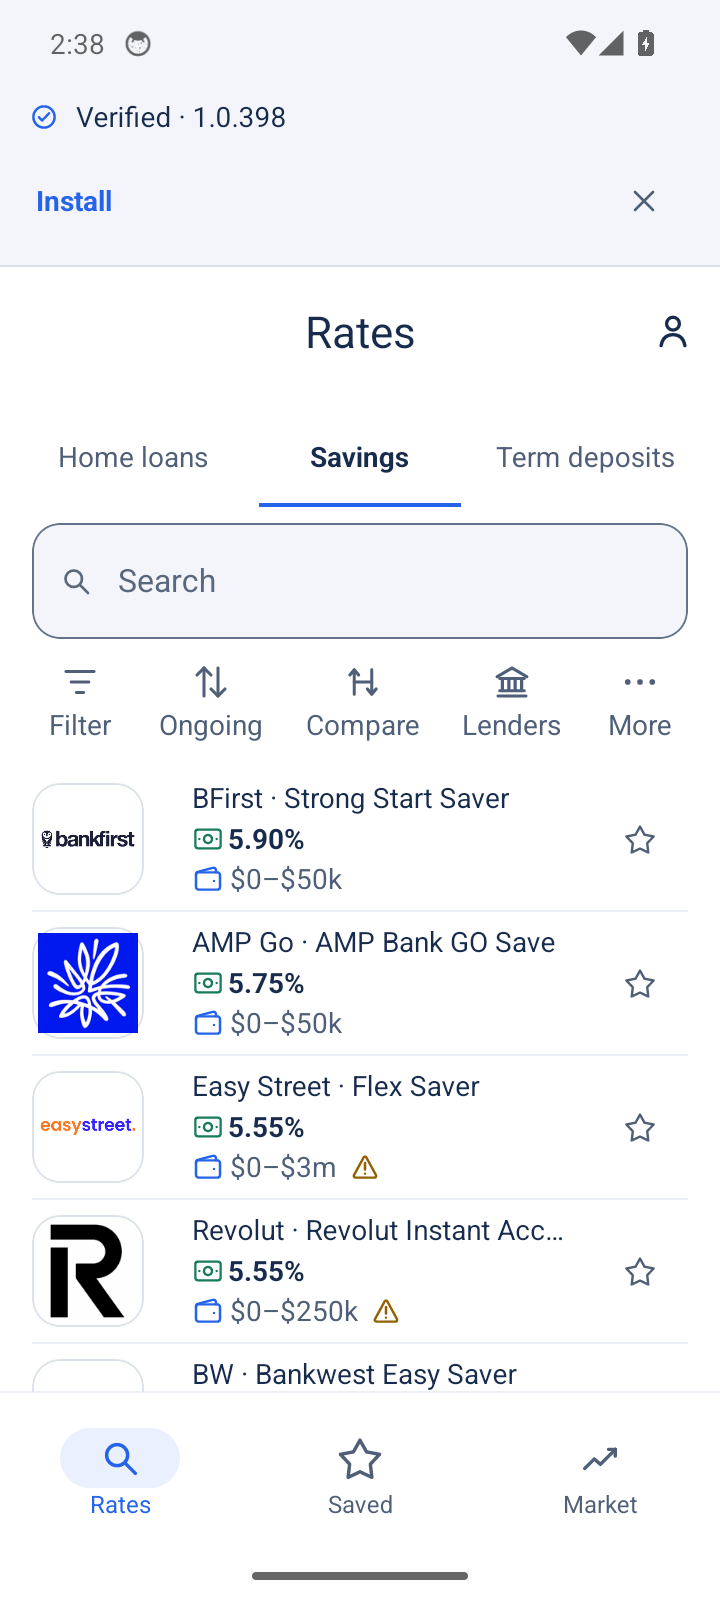 2:38
Verified · 1.0.398
Install
Rates
Home loans
Savings
Term deposits
Search
Filter
Ongoing
Compare
Lenders
More
bankfirst
BFirst · Strong Start Saver
5.90%
$0–$50k
AMP Go · AMP Bank GO Save
5.75%
$0–$50k
easystreet.
Easy Street · Flex Saver
5.55%
$0–$3m
R
Revolut · Revolut Instant Acc…
5.55%
$0–$250k
BW · Bankwest Easy Saver
Rates
Saved
Market